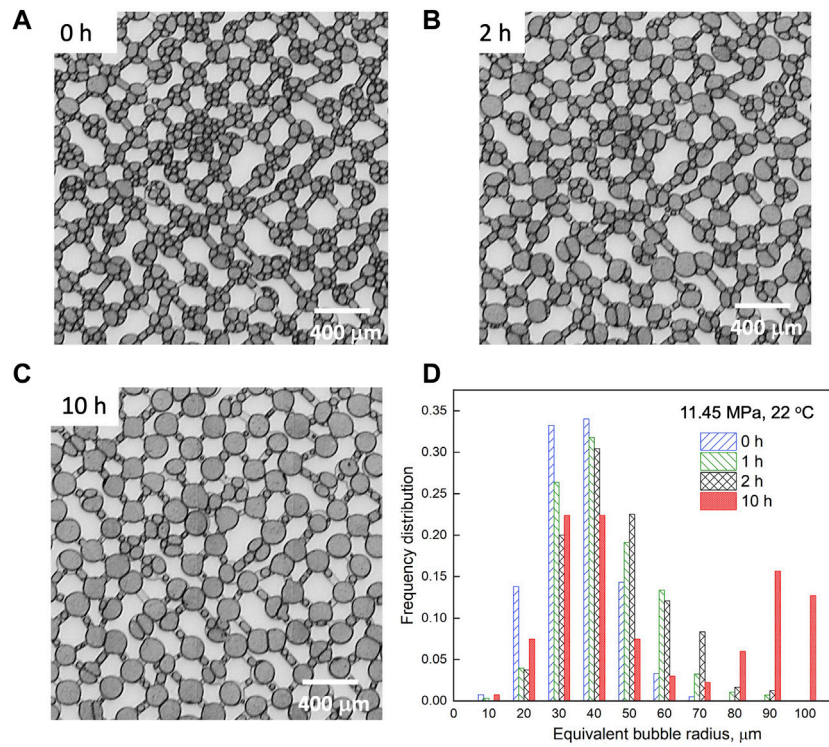 A
0 h
400 μm
B
2 h
400 μm
C
10 h
400 μm
D
11.45 MPa, 22 °C
0 h
1 h
2 h
10 h
Frequency distribution
0.35
0.30
0.25
0.20
0.15
0.10
0.05
0.00
0 10 20 30 40 50 60 70 80 90 100
Equivalent bubble radius, μm